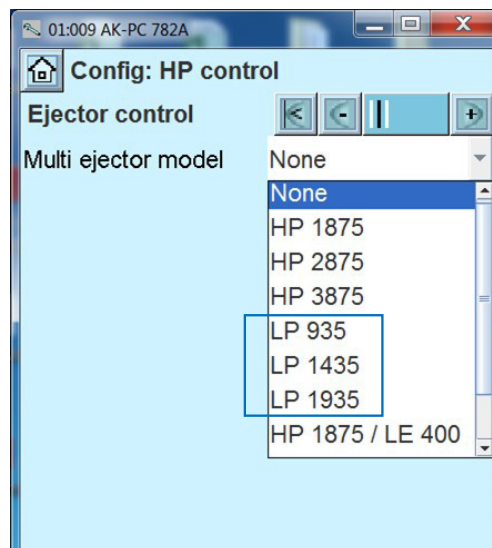 01:009 AK-PC 782A
Config: HP control
Ejector control
Multi ejector model None
None
HP 1875
HP 2875
HP 3875
LP 935
LP 1435
LP 1935
HP 1875 / LE 400